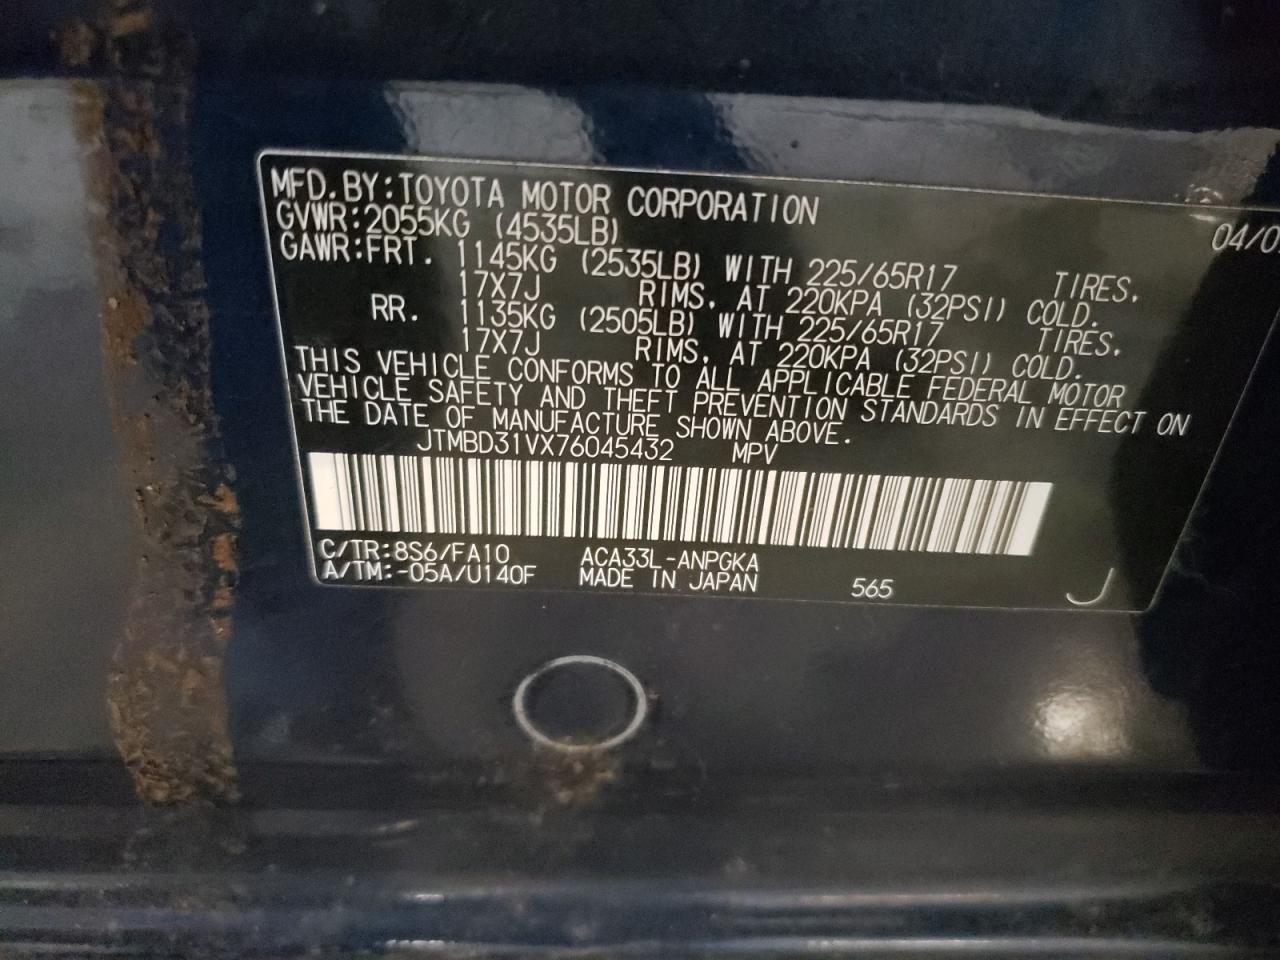 MFD.BY:TOYOTA MOTOR CORPORATION
04/0
GVWR:2055KG (4535LB)
GAWR:FRT. 1145KG (2535LB) WITH 225/65R17 TIRES,
17X7J RIMS, AT 220KPA (32PSI) COLD.
RR. 1135KG (2505LB) WITH 225/65R17 TIRES,
17X7J RIMS, AT 220KPA (32PSI) COLD.
THIS VEHICLE CONFORMS TO ALL APPLICABLE FEDERAL MOTOR
VEHICLE SAFETY AND THEFT PREVENTION STANDARDS IN EFFECT ON
THE DATE OF MANUFACTURE SHOWN ABOVE.
JTMBD31VX76045432 MPV
C/TR:8S6/FA10 ACA33L-ANPGKA
A/TM:-05A/U140F MADE IN JAPAN 565 J